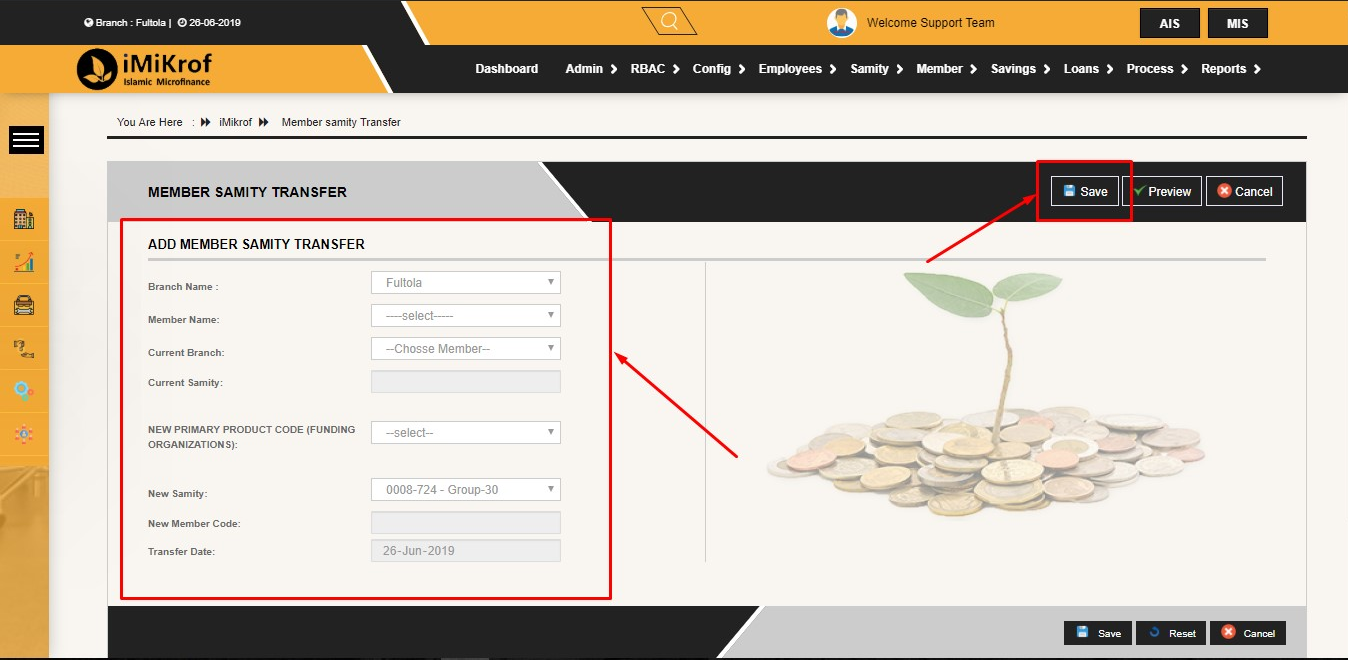 Branch : Fultola | 26-06-2019
Welcome Support Team
AIS
MIS
iMiKrof
Islamic Microfinance
Dashboard Admin RBAC Config Employees Samity Member Savings Loans Process Reports
You Are Here : iMikrof Member samity Transfer
MEMBER SAMITY TRANSFER
Save Preview Cancel
ADD MEMBER SAMITY TRANSFER
Branch Name : Fultola
Member Name: ----select-----
Current Branch: --Chosse Member--
Current Samity:
NEW PRIMARY PRODUCT CODE (FUNDING
ORGANIZATIONS): --select--
New Samity: 0008-724 - Group-30
New Member Code:
Transfer Date: 26-Jun-2019
Save Reset Cancel